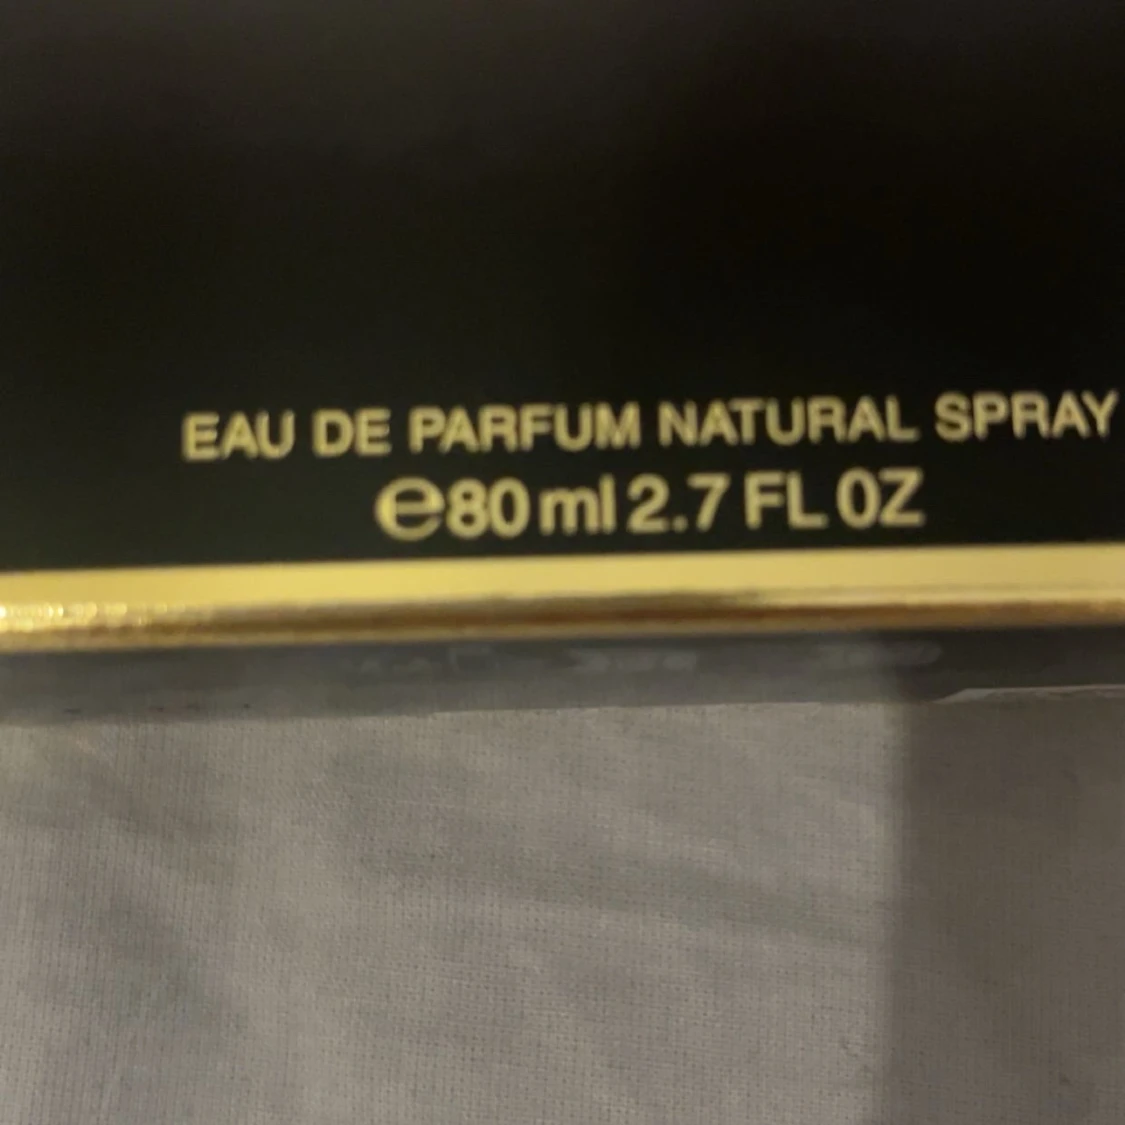 EAU DE PARFUM NATURAL SPRAY
℮80 ml 2.7 FL OZ